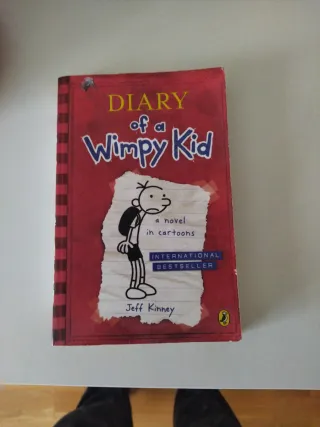 DIARY
of a
Wimpy Kid
a novel
in cartoons
INTERNATIONAL
BESTSELLER
Jeff Kinney